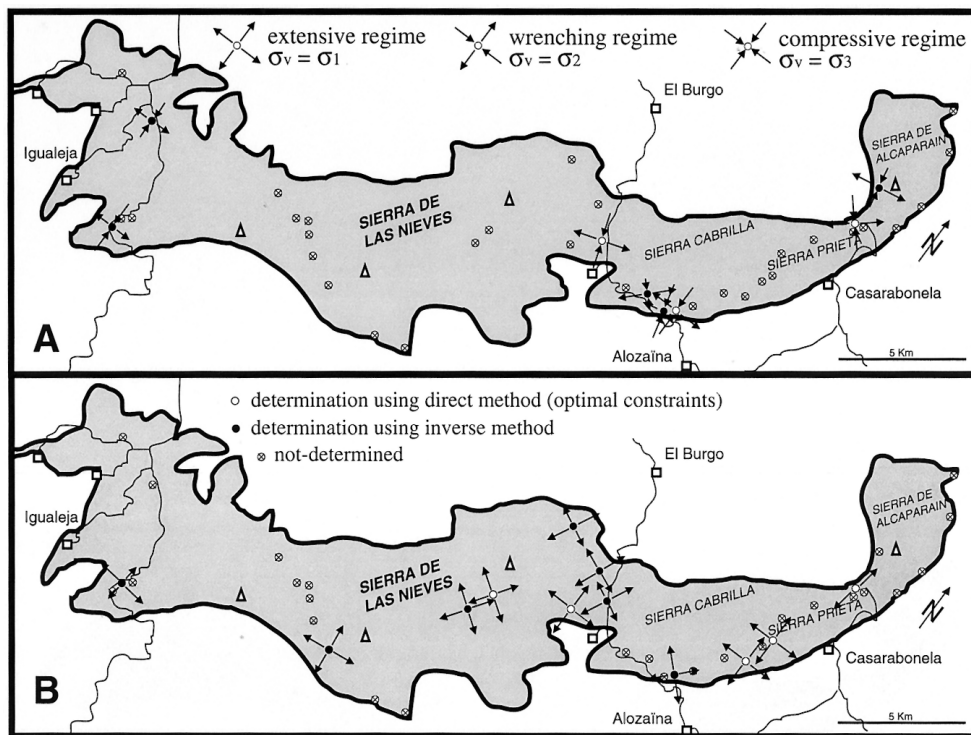 extensive regime
σv = σ1
wrenching regime
σv = σ2
compressive regime
σv = σ3
El Burgo
Igualeja
SIERRA DE
ALCAPARAIN
SIERRA DE
LAS NIEVES
SIERRA CABRILLA
SIERRA PRIETA
N
Casarabonela
A
Alozaïna
5 Km
determination using direct method (optimal constraints)
determination using inverse method
not-determined
El Burgo
Igualeja
SIERRA DE
ALCAPARAIN
SIERRA DE
LAS NIEVES
SIERRA CABRILLA
SIERRA PRIETA
N
Casarabonela
B
Alozaïna
5 Km